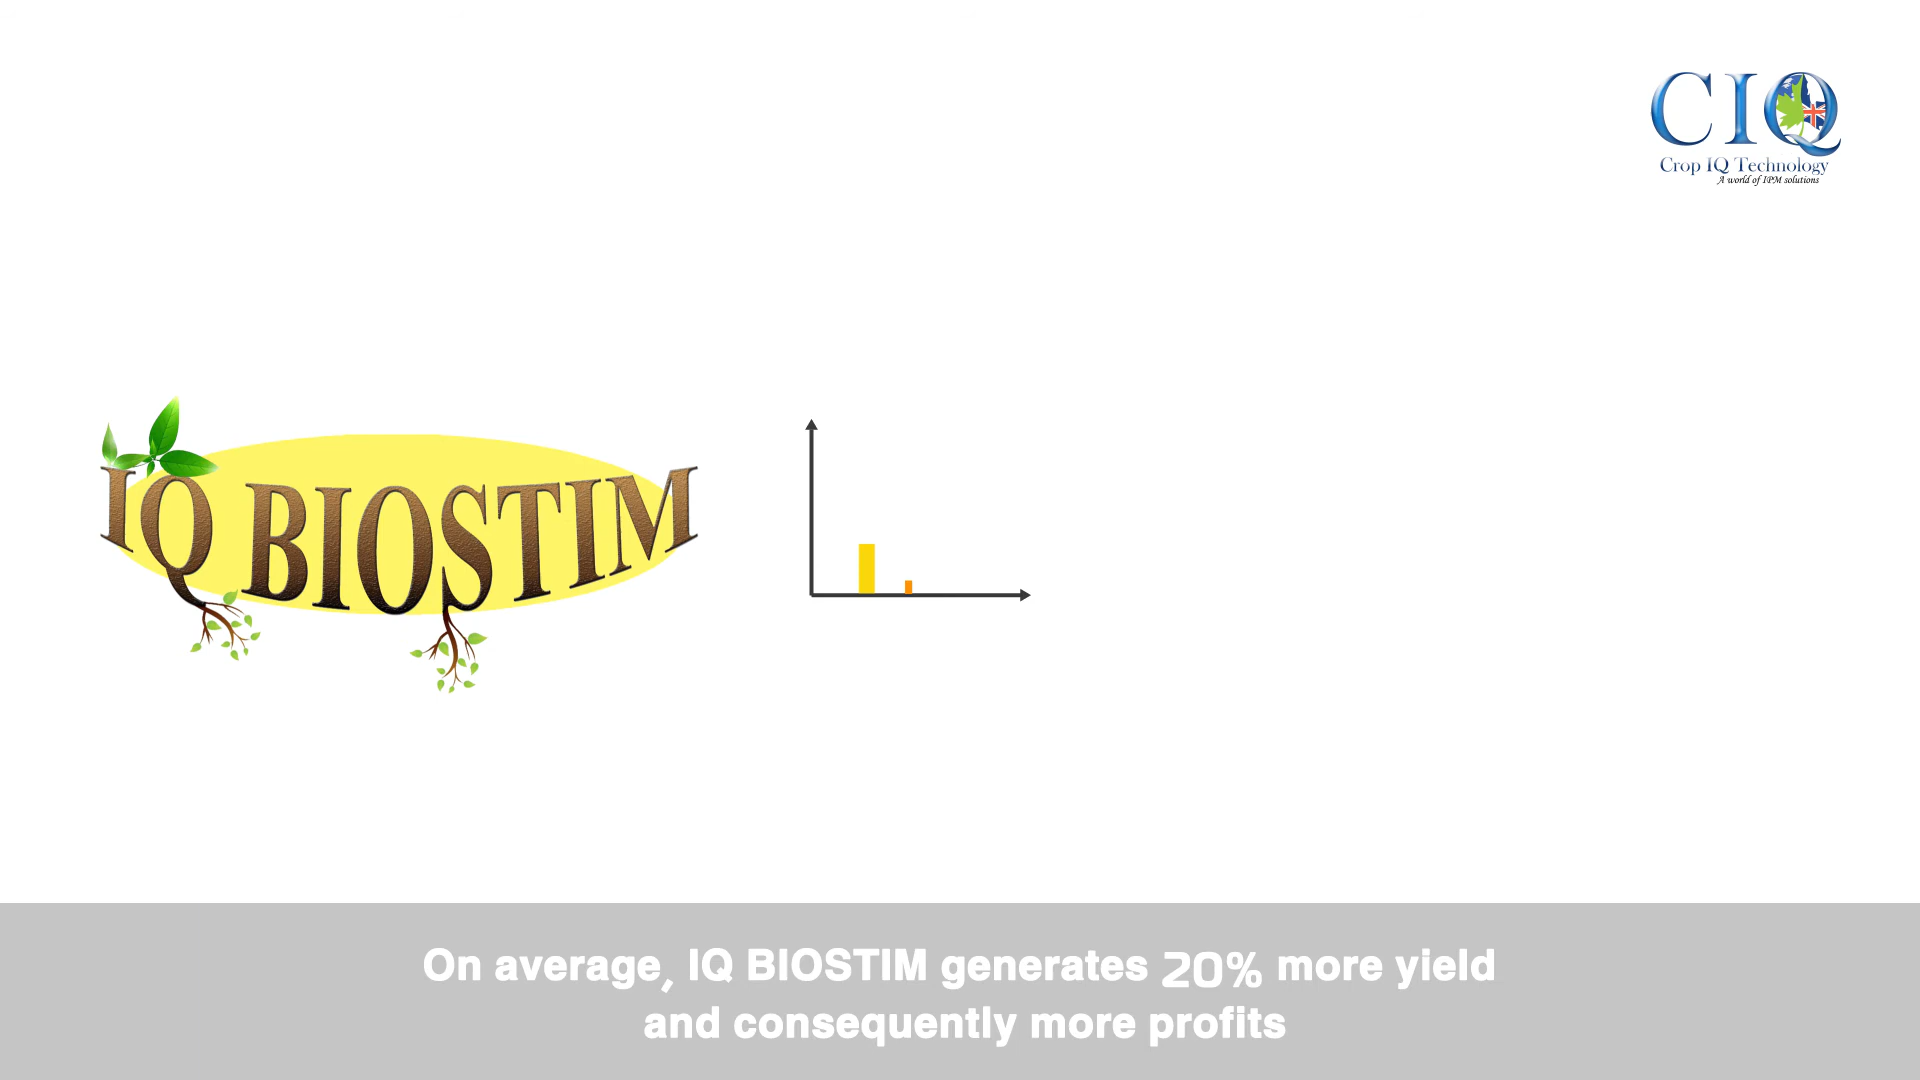 CIQ
Crop IQ Technology
A world of IPM solutions
IQ BIOSTIM
On average, IQ BIOSTIM generates 20% more yield
and consequently more profits